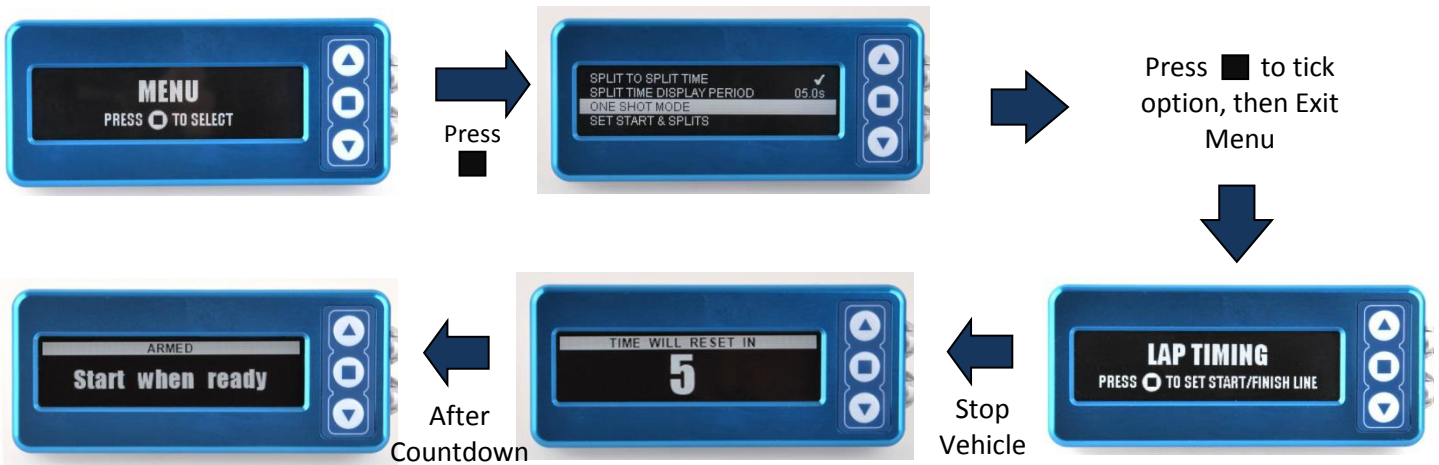 MENU
PRESS TO SELECT
Press
SPLIT TO SPLIT TIME
SPLIT TIME DISPLAY PERIOD 05.0s
ONE SHOT MODE
SET START & SPLITS
Press to tick
option, then Exit
Menu
LAP TIMING
PRESS TO SET START/FINISH LINE
Stop
Vehicle
TIME WILL RESET IN
5
After
Countdown
ARMED
Start when ready